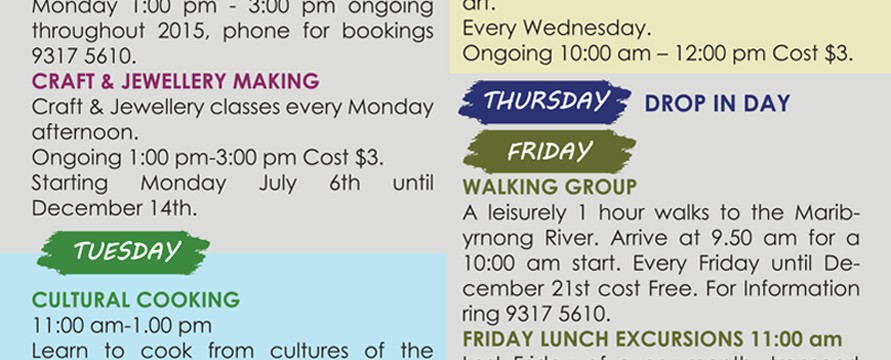 Monday 1:00 pm - 3:00 pm ongoing
throughout 2015, phone for bookings
9317 5610.
CRAFT & JEWELLERY MAKING
Craft & Jewellery classes every Monday
afternoon.
Ongoing 1:00 pm-3:00 pm Cost $3.
Starting Monday July 6th until
December 14th.
TUESDAY
CULTURAL COOKING
11:00 am-1.00 pm
Learn to cook from cultures of the
art.
Every Wednesday.
Ongoing 10:00 am – 12:00 pm Cost $3.
THURSDAY DROP IN DAY
FRIDAY
WALKING GROUP
A leisurely 1 hour walks to the Marib-
yrnong River. Arrive at 9.50 am for a
10:00 am start. Every Friday until De-
cember 21st cost Free. For Information
ring 9317 5610.
FRIDAY LUNCH EXCURSIONS 11:00 am